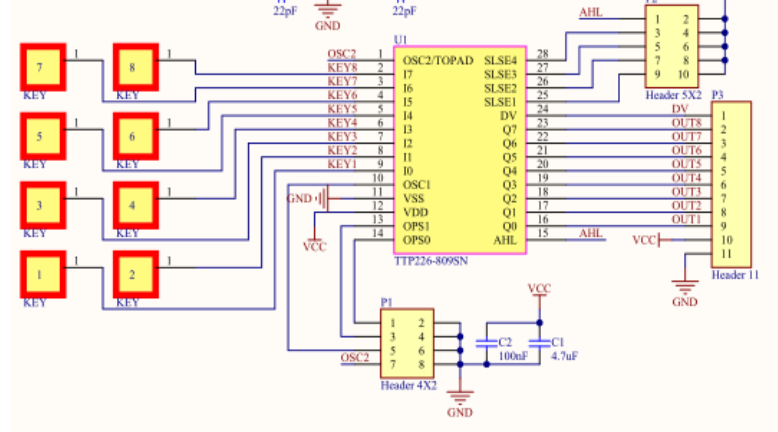 22pF
GND
22pF
AHL
1 2
3 4
5 6
7 8
9 10
Header 5X2
U1
OSC2 1 OSC2/TOPAD SLSE4 28
KEY8 2 I7 SLSE3 27
KEY7 3 I6 SLSE2 26
KEY6 4 I5 SLSE1 25
KEY5 5 I4 DV 24 DV
KEY4 6 I3 Q7 23 OUT8
KEY3 7 I2 Q6 22 OUT7
KEY2 8 I1 Q5 21 OUT6
KEY1 9 I0 Q4 20 OUT5
10 OSC1 Q3 19 OUT4
GND 11 VSS Q2 18 OUT3
12 VDD Q1 17 OUT2
VCC
13 OPS1 Q0 16 OUT1
14 OPS0 AHL 15 AHL
TTP226-809SN
7 1
KEY
8 1
KEY
5 1
KEY
6 1
KEY
3 1
KEY
4 1
KEY
1 1
KEY
2 1
KEY
P3
1
2
3
4
5
6
7
8
9
VCC 10
11
Header 11
GND
P1
1 2
3 4
5 6
OSC2 7 8
Header 4X2
VCC
C2
100nF
C1
4.7uF
GND